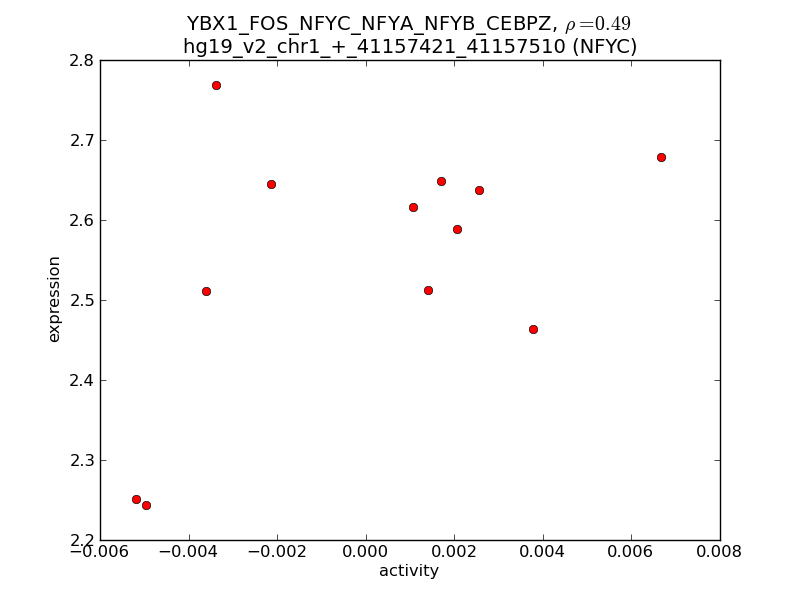 YBX1_FOS_NFYC_NFYA_NFYB_CEBPZ, ρ=0.49
hg19_v2_chr1_+_41157421_41157510 (NFYC)
2.8
2.7
2.6
2.5
2.4
2.3
2.2
expression
−0.006 −0.004 −0.002 0.000 0.002 0.004 0.006 0.008
activity